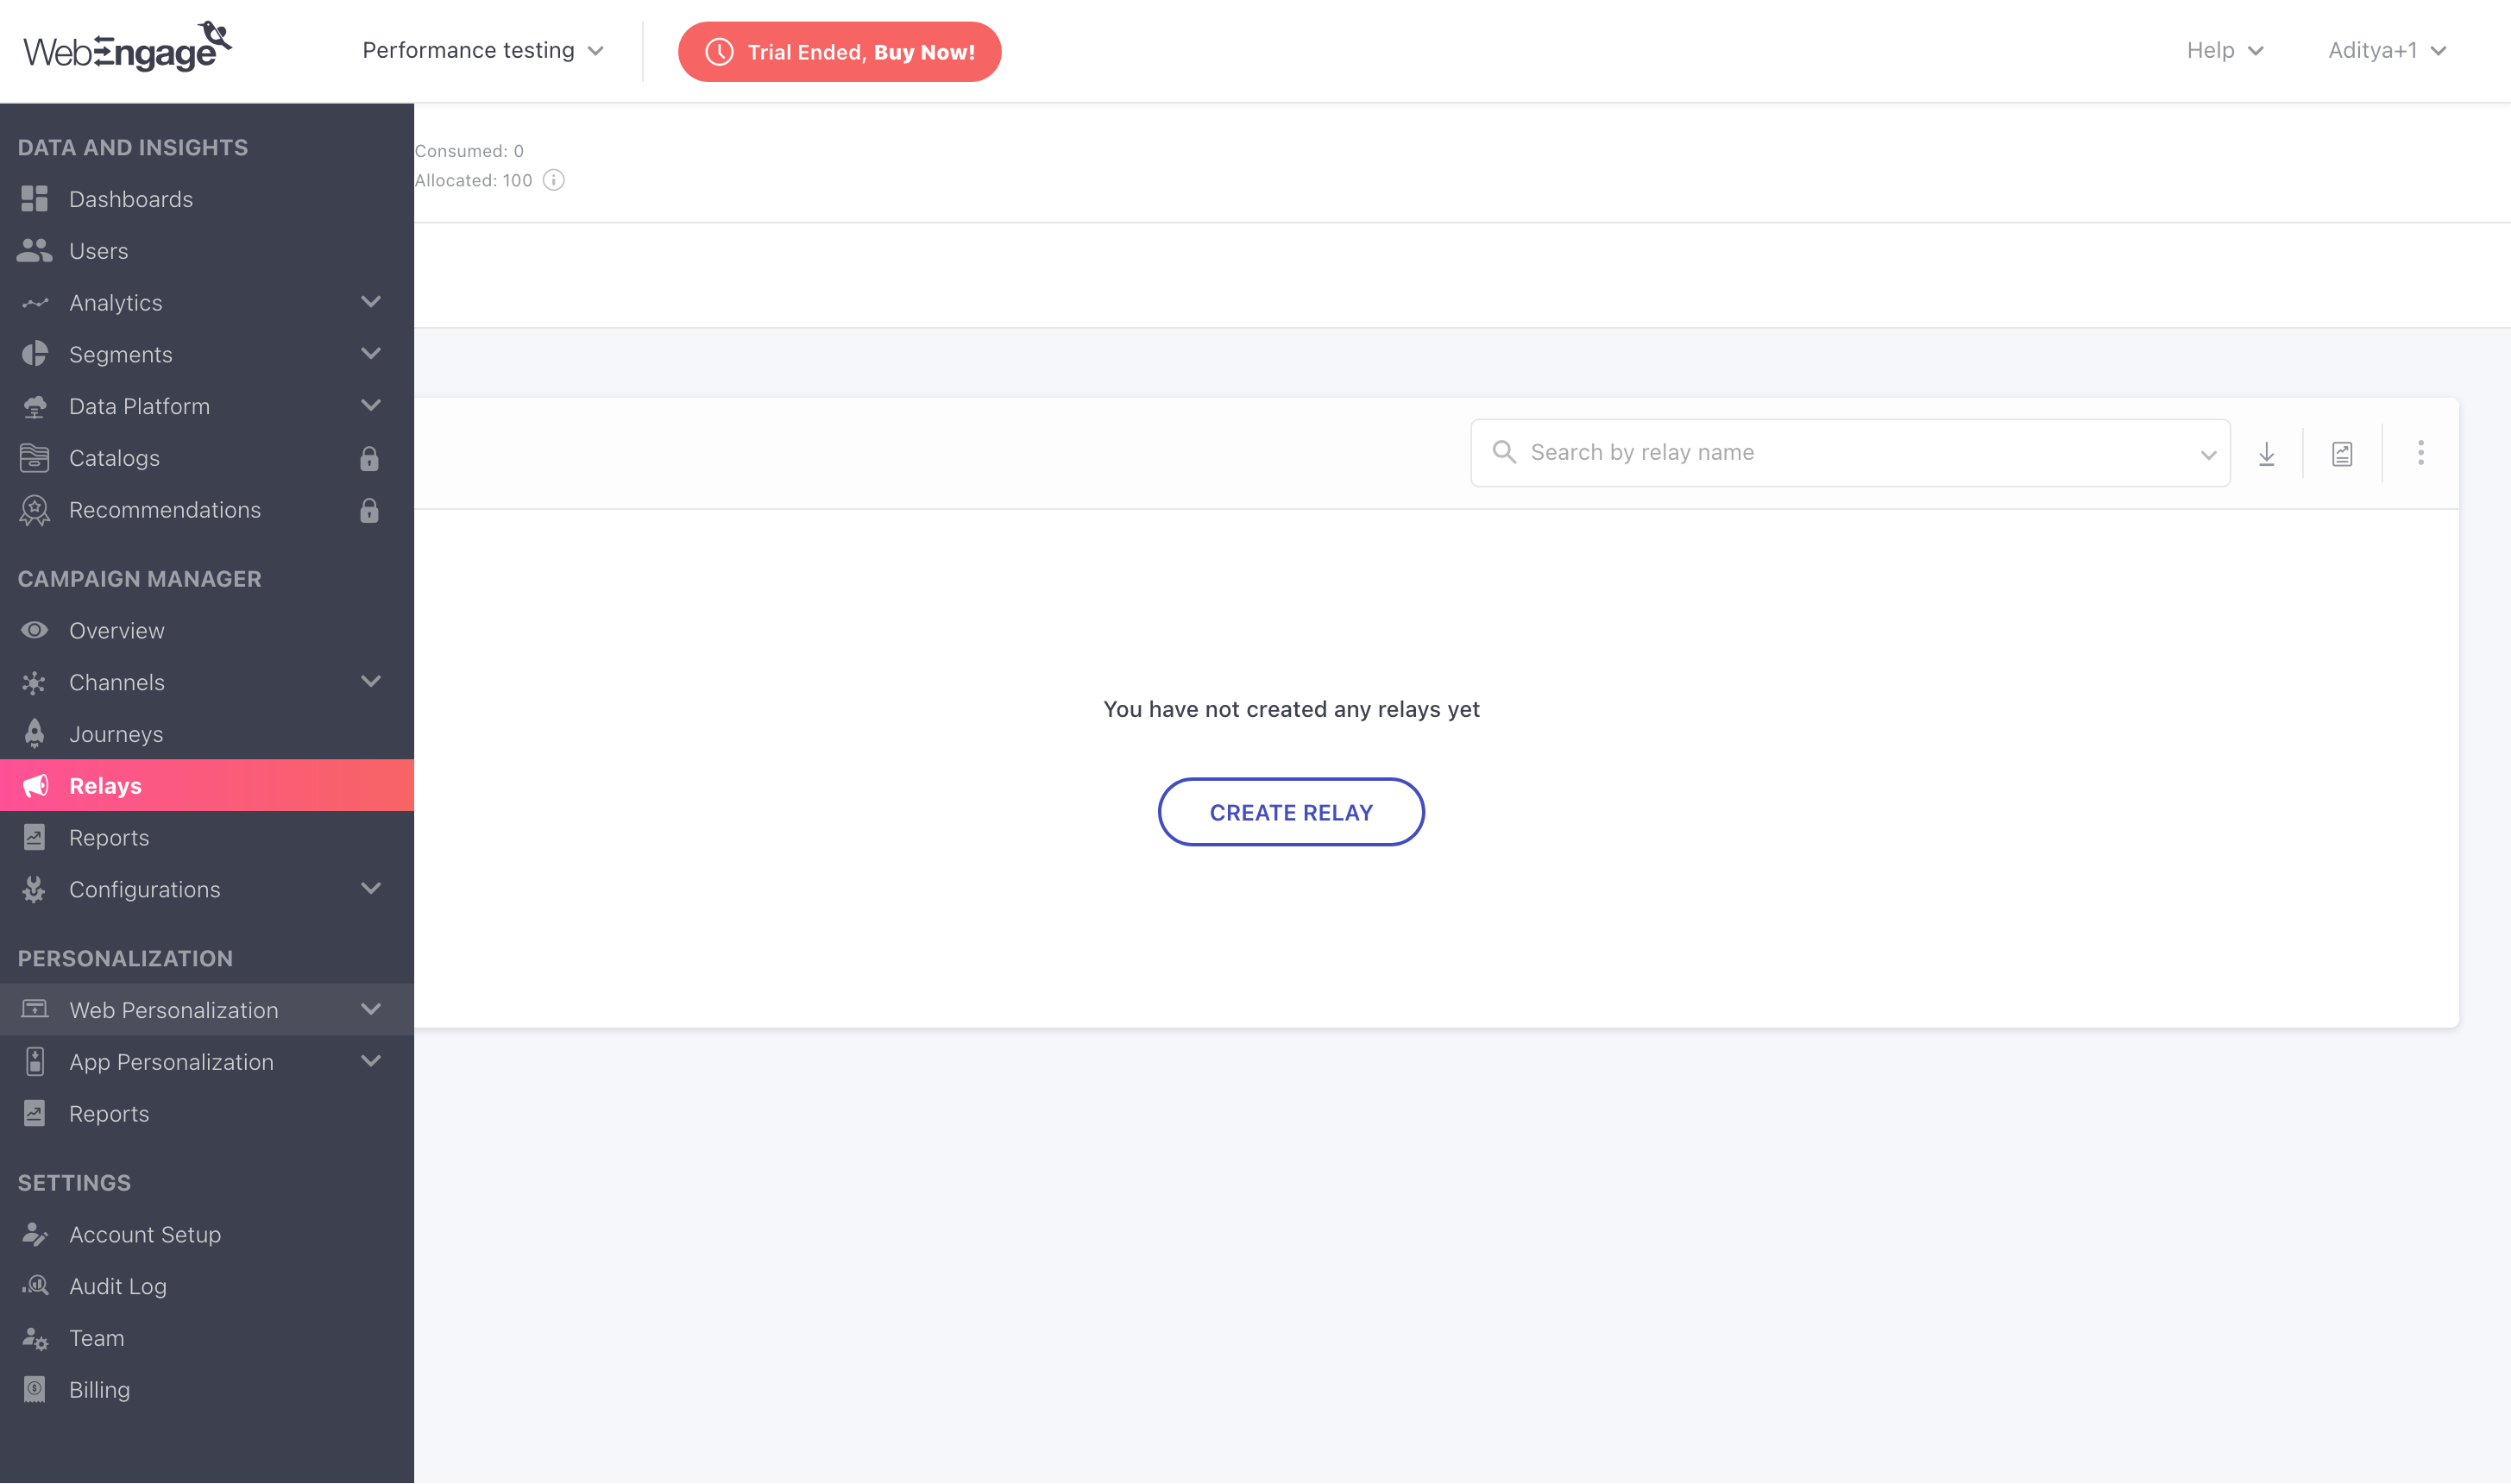 WebEngage
Performance testing
Trial Ended, Buy Now!
Help
Aditya+1
DATA AND INSIGHTS
Dashboards
Users
Analytics
Segments
Data Platform
Catalogs
Recommendations
CAMPAIGN MANAGER
Overview
Channels
Journeys
Relays
Reports
Configurations
PERSONALIZATION
Web Personalization
App Personalization
Reports
SETTINGS
Account Setup
Audit Log
Team
Billing
Consumed: 0
Allocated: 100
Search by relay name
You have not created any relays yet
CREATE RELAY